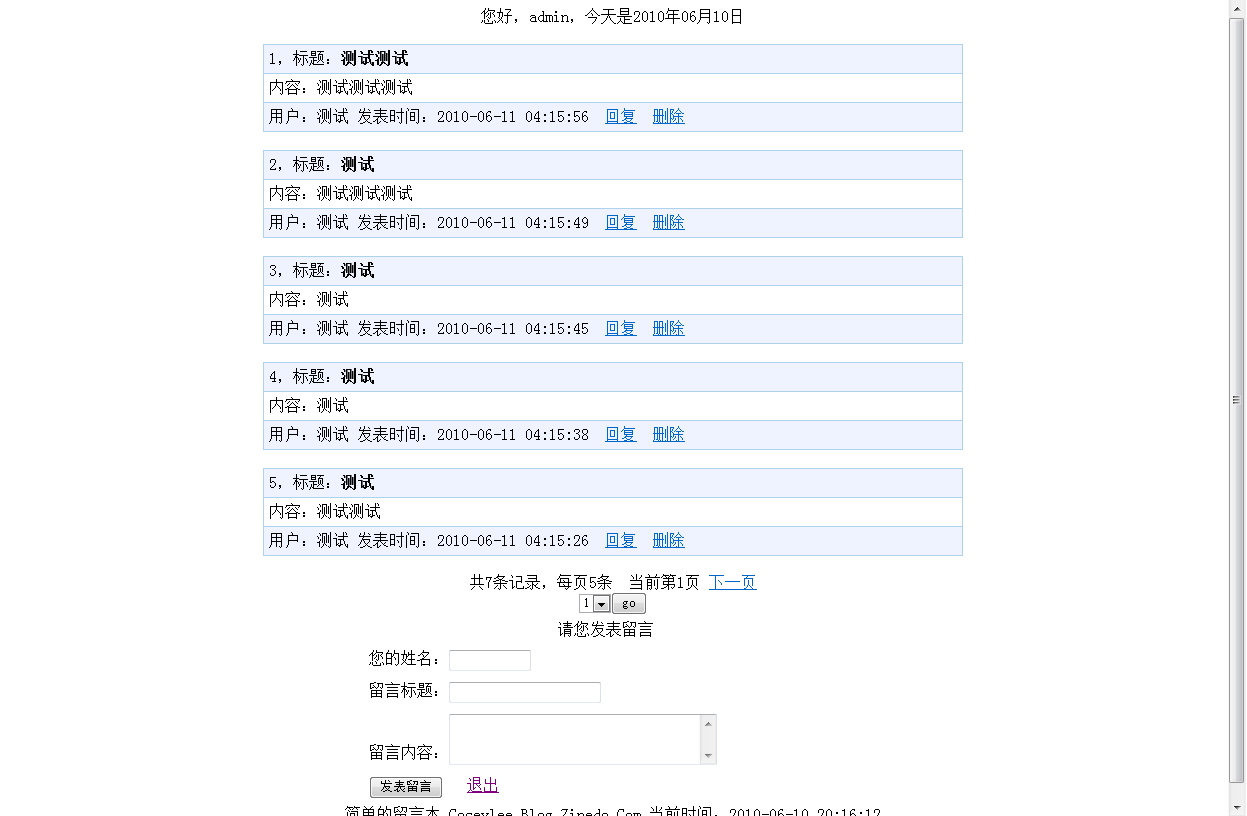 您好，admin，今天是2010年06月10日
1，标题：测试测试
内容：测试测试测试
用户：测试 发表时间：2010-06-11 04:15:56 回复 删除
2，标题：测试
内容：测试测试测试
用户：测试 发表时间：2010-06-11 04:15:49 回复 删除
3，标题：测试
内容：测试
用户：测试 发表时间：2010-06-11 04:15:45 回复 删除
4，标题：测试
内容：测试
用户：测试 发表时间：2010-06-11 04:15:38 回复 删除
5，标题：测试
内容：测试测试
用户：测试 发表时间：2010-06-11 04:15:26 回复 删除
共7条记录，每页5条 当前第1页 下一页
1 go
请您发表留言
您的姓名：
留言标题：
留言内容：
发表留言 退出
简单的留言本 Blog Com 当前时间：2010-06-10 20:16:12